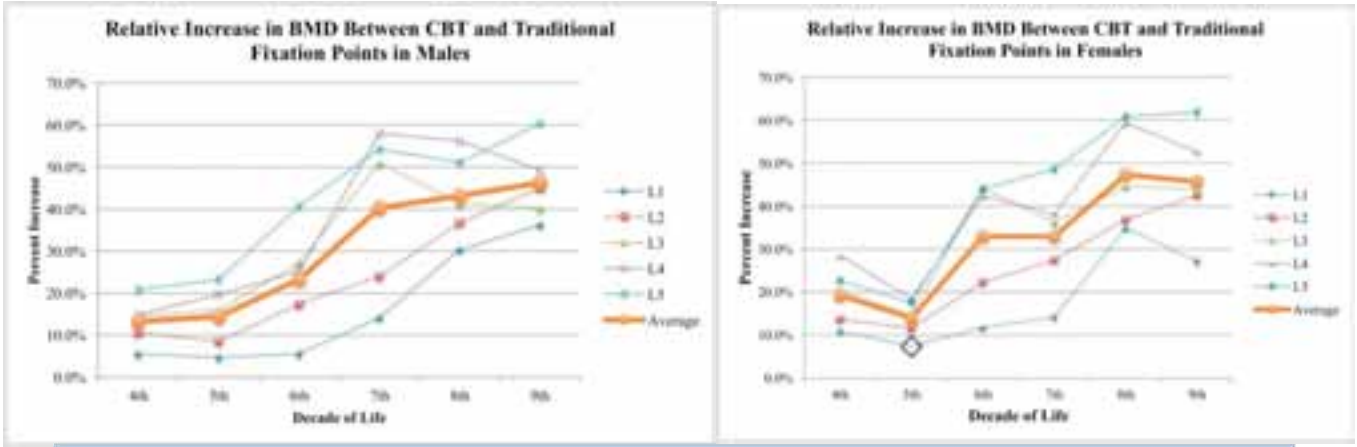 Relative Increase in BMD Between CBT and Traditional
Fixation Points in Males
70.0%
60.0%
50.0%
40.0%
30.0%
20.0%
10.0%
0.0%
Percent Increase
4th 5th 6th 7th 8th 9th
Decade of Life
L1
L2
L3
L4
L5
Average
Relative Increase in BMD Between CBT and Traditional
Fixation Points in Females
70.0%
60.0%
50.0%
40.0%
30.0%
20.0%
10.0%
0.0%
Percent Increase
4th 5th 6th 7th 8th 9th
Decade of Life
L1
L2
L3
L4
L5
Average